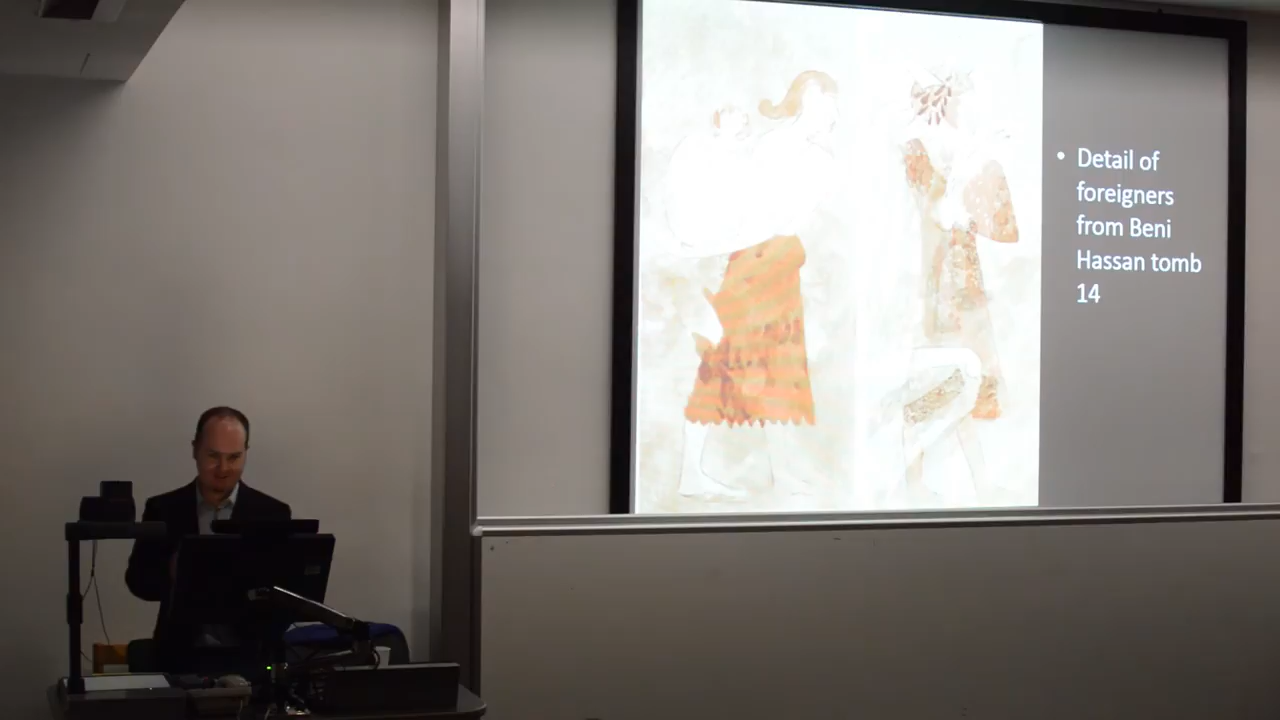 • Detail of
foreigners
from Beni
Hassan tomb
14